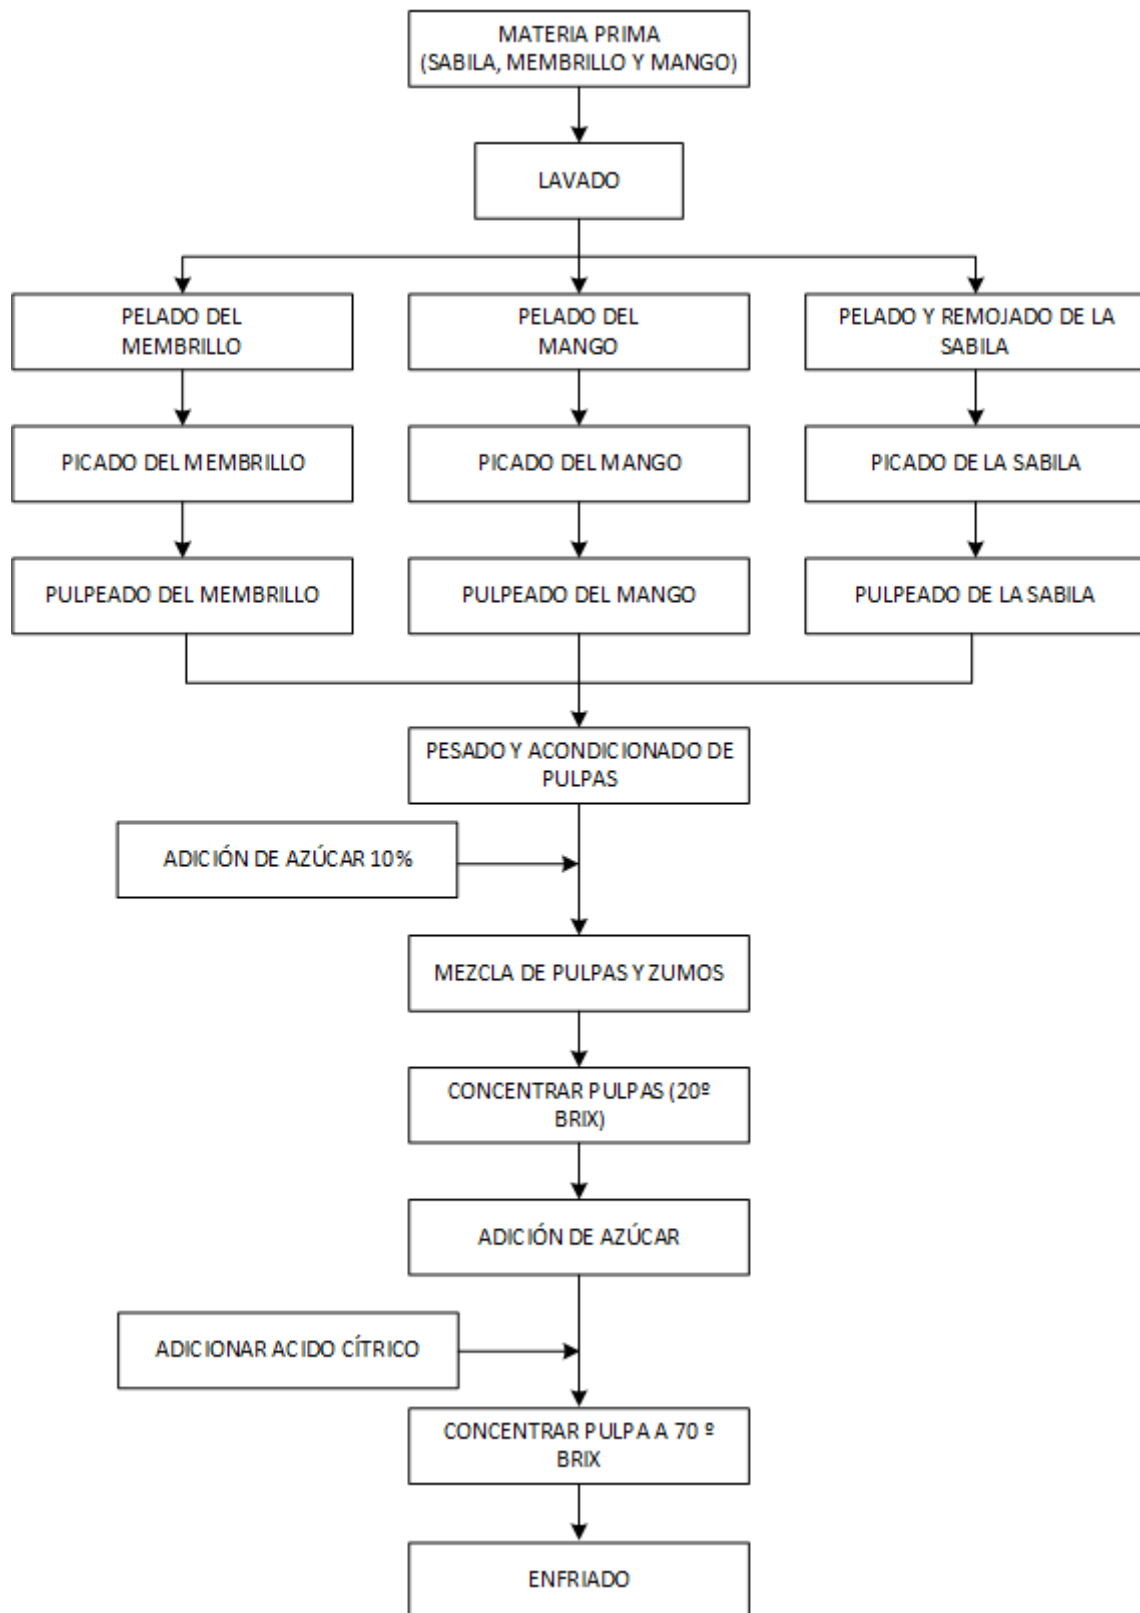 MATERIA PRIMA
(SABILA, MEMBRILLO Y MANGO)
LAVADO
PELADO DEL
MEMBRILLO
PELADO DEL
MANGO
PELADO Y REMOJADO DE LA
SABILA
PICADO DEL MEMBRILLO
PICADO DEL MANGO
PICADO DE LA SABILA
PULPEADO DEL MEMBRILLO
PULPEADO DEL MANGO
PULPEADO DE LA SABILA
PESADO Y ACONDICIONADO DE
PULPAS
ADICIÓN DE AZÚCAR 10%
MEZCLA DE PULPAS Y ZUMOS
CONCENTRAR PULPAS (20º
BRIX)
ADICIÓN DE AZÚCAR
ADICIONAR ACIDO CÍTRICO
CONCENTRAR PULPA A 70 º
BRIX
ENFRIADO